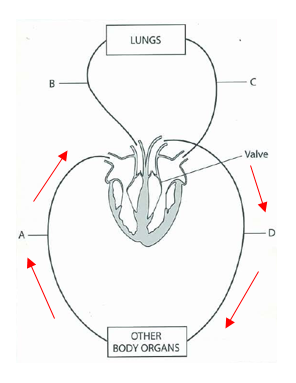 LUNGS
B
C
Valve
A
D
OTHER
BODY ORGANS